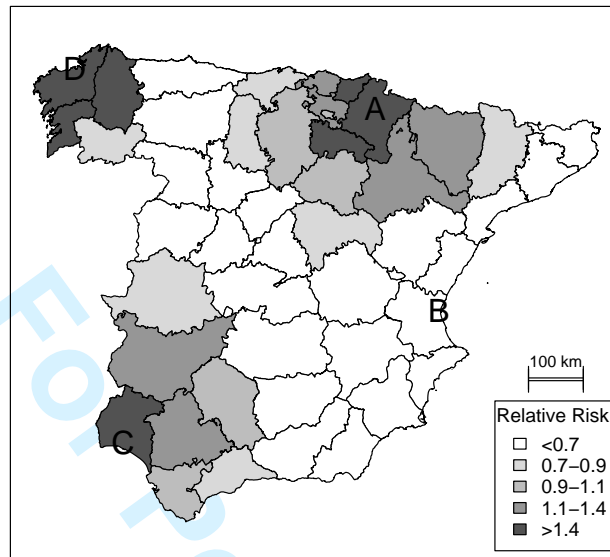 D
A
B
C
100 km
Relative Risk
<0.7
0.7–0.9
0.9–1.1
1.1–1.4
>1.4
For P